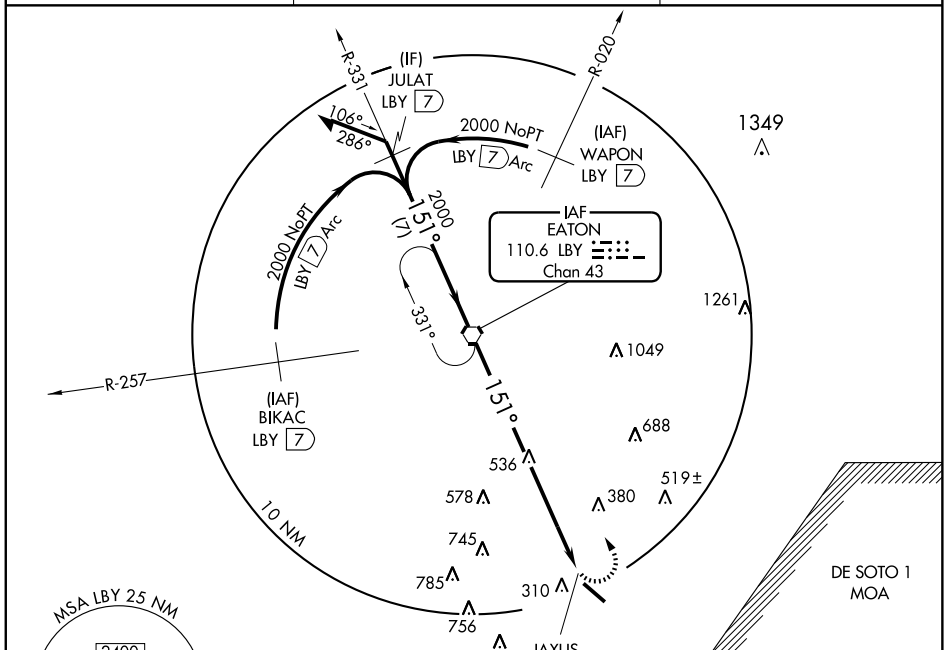 R-331
(IF)
JULAT
LBY 7
R-020
106°
286°
2000 NoPT
LBY 7 Arc
(IAF)
WAPON
LBY 7
1349
2000 NoPT
LBY 7 Arc
2000
151°
(7)
IAF
EATON
110.6 LBY
Chan 43
331°
1261
1049
R-257
(IAF)
BIKAC
LBY 7
151°
688
536
519±
578
380
10 NM
745
785
310
DE SOTO 1
MOA
MSA LBY 25 NM
756